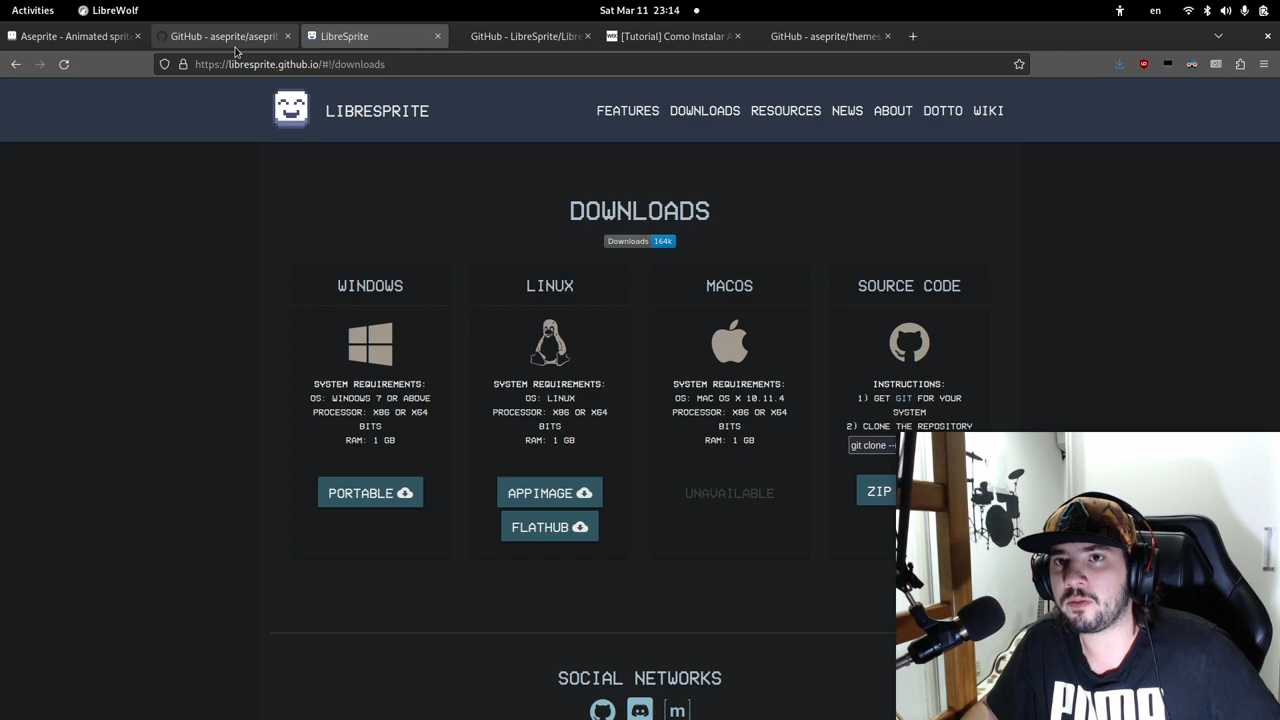 Activities
LibreWolf
Sat Mar 11 23:14
en
Aseprite - Animated sprit
GitHub - aseprite/aseprit
LibreSprite
GitHub - LibreSprite/Libre
[Tutorial] Como Instalar A
GitHub - aseprite/themes
https://libresprite.github.io/#!/downloads
LIBRESPRITE
FEATURES DOWNLOADS RESOURCES NEWS ABOUT DOTTO WIKI
DOWNLOADS
Downloads 164k
WINDOWS
SYSTEM REQUIREMENTS:
OS: WINDOWS 7 OR ABOVE
PROCESSOR: X86 OR X64
BITS
RAM: 1 GB
PORTABLE
LINUX
SYSTEM REQUIREMENTS:
OS: LINUX
PROCESSOR: X86 OR X64
BITS
RAM: 1 GB
APPIMAGE
FLATHUB
MACOS
SYSTEM REQUIREMENTS:
OS: MAC OS X 10.11.4
PROCESSOR: X86 OR X64
BITS
RAM: 1 GB
UNAVAILABLE
SOURCE CODE
INSTRUCTIONS:
1) GET GIT FOR YOUR
SYSTEM
2) CLONE THE REPOSITORY
git clone --
ZIP
SOCIAL NETWORKS
[m]